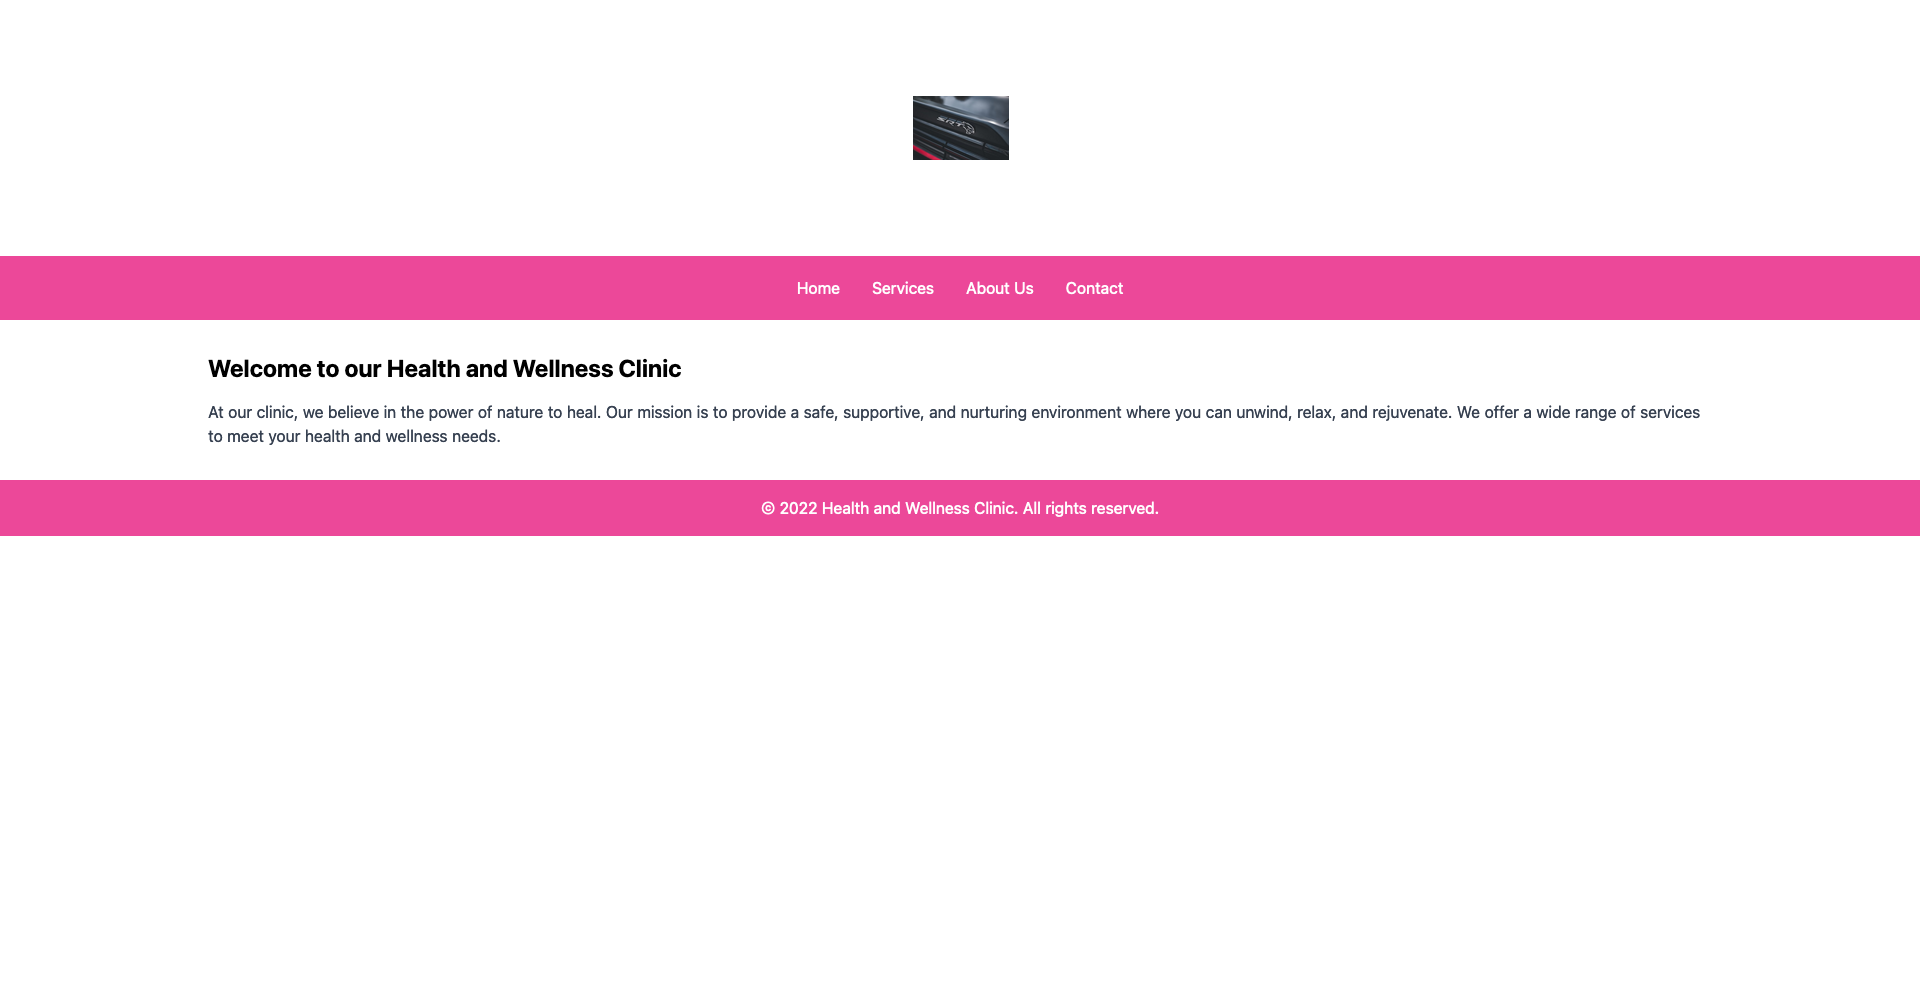 SRT
Home Services About Us Contact
Welcome to our Health and Wellness Clinic
At our clinic, we believe in the power of nature to heal. Our mission is to provide a safe, supportive, and nurturing environment where you can unwind, relax, and rejuvenate. We offer a wide range of services
to meet your health and wellness needs.
© 2022 Health and Wellness Clinic. All rights reserved.